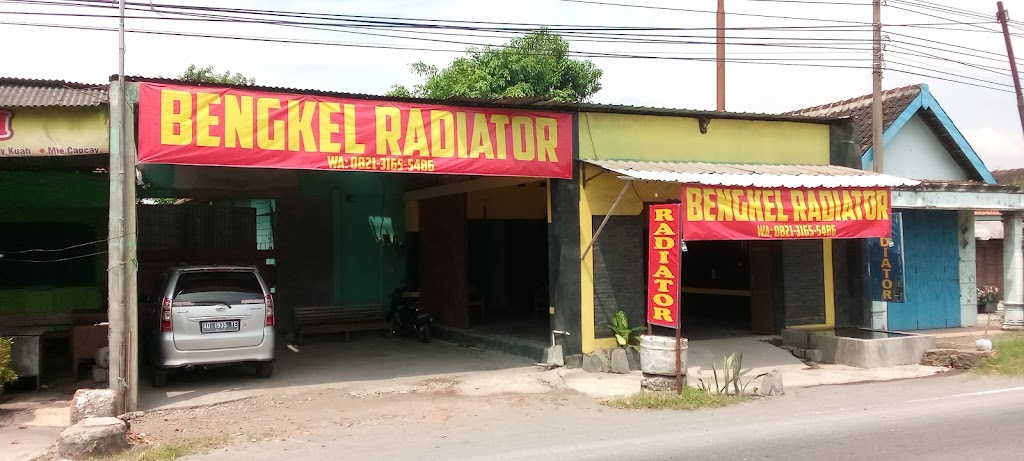 BENGKEL RADIATOR
WA: 0821-3165-5486
y Kuah • Mie Capcay
BENGKEL RADIATOR
WA: 0821-3165-5486
RADIATOR
DIATOR
AD 1935 YE